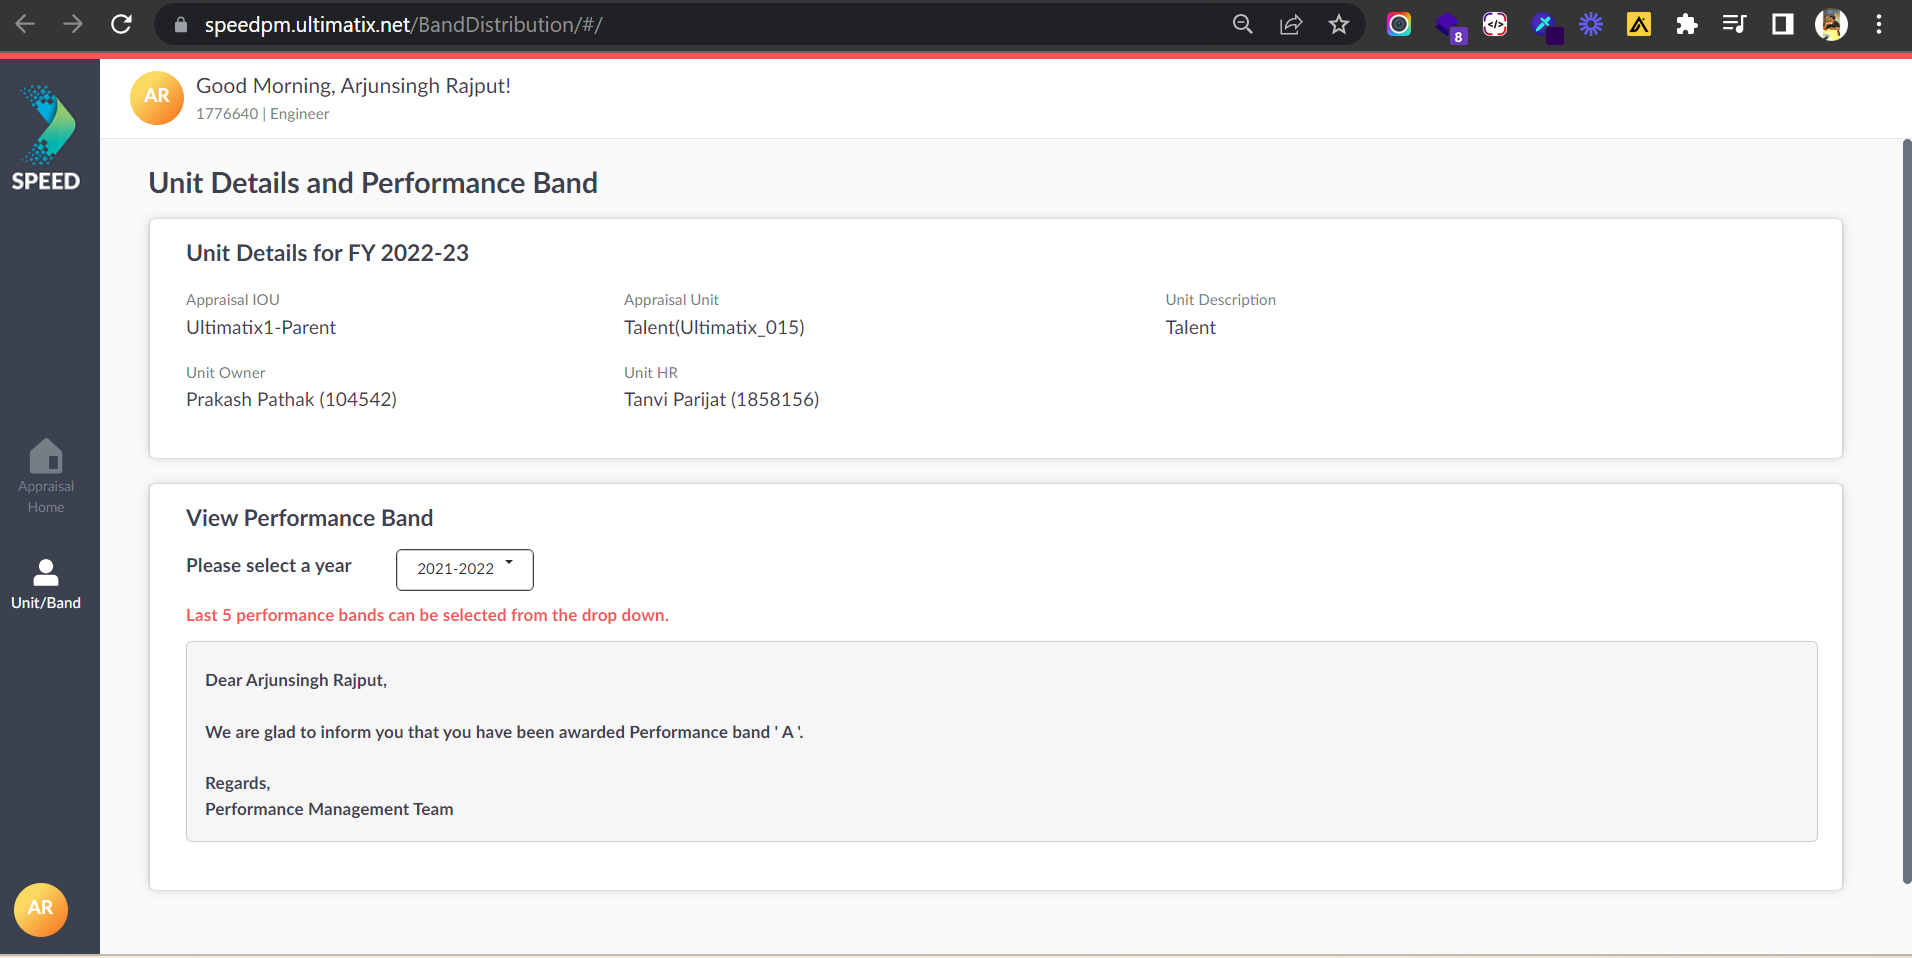 speedpm.ultimatix.net/BandDistribution/#/
8
AR
Good Morning, Arjunsingh Rajput!
1776640 | Engineer
SPEED
Unit Details and Performance Band
Unit Details for FY 2022-23
Appraisal IOU
Appraisal Unit
Unit Description
Ultimatix1-Parent
Talent(Ultimatix_015)
Talent
Unit Owner
Unit HR
Prakash Pathak (104542)
Tanvi Parijat (1858156)
Appraisal
Home
View Performance Band
Please select a year
2021-2022
Unit/Band
Last 5 performance bands can be selected from the drop down.
Dear Arjunsingh Rajput,
We are glad to inform you that you have been awarded Performance band ' A '.
Regards,
Performance Management Team
AR